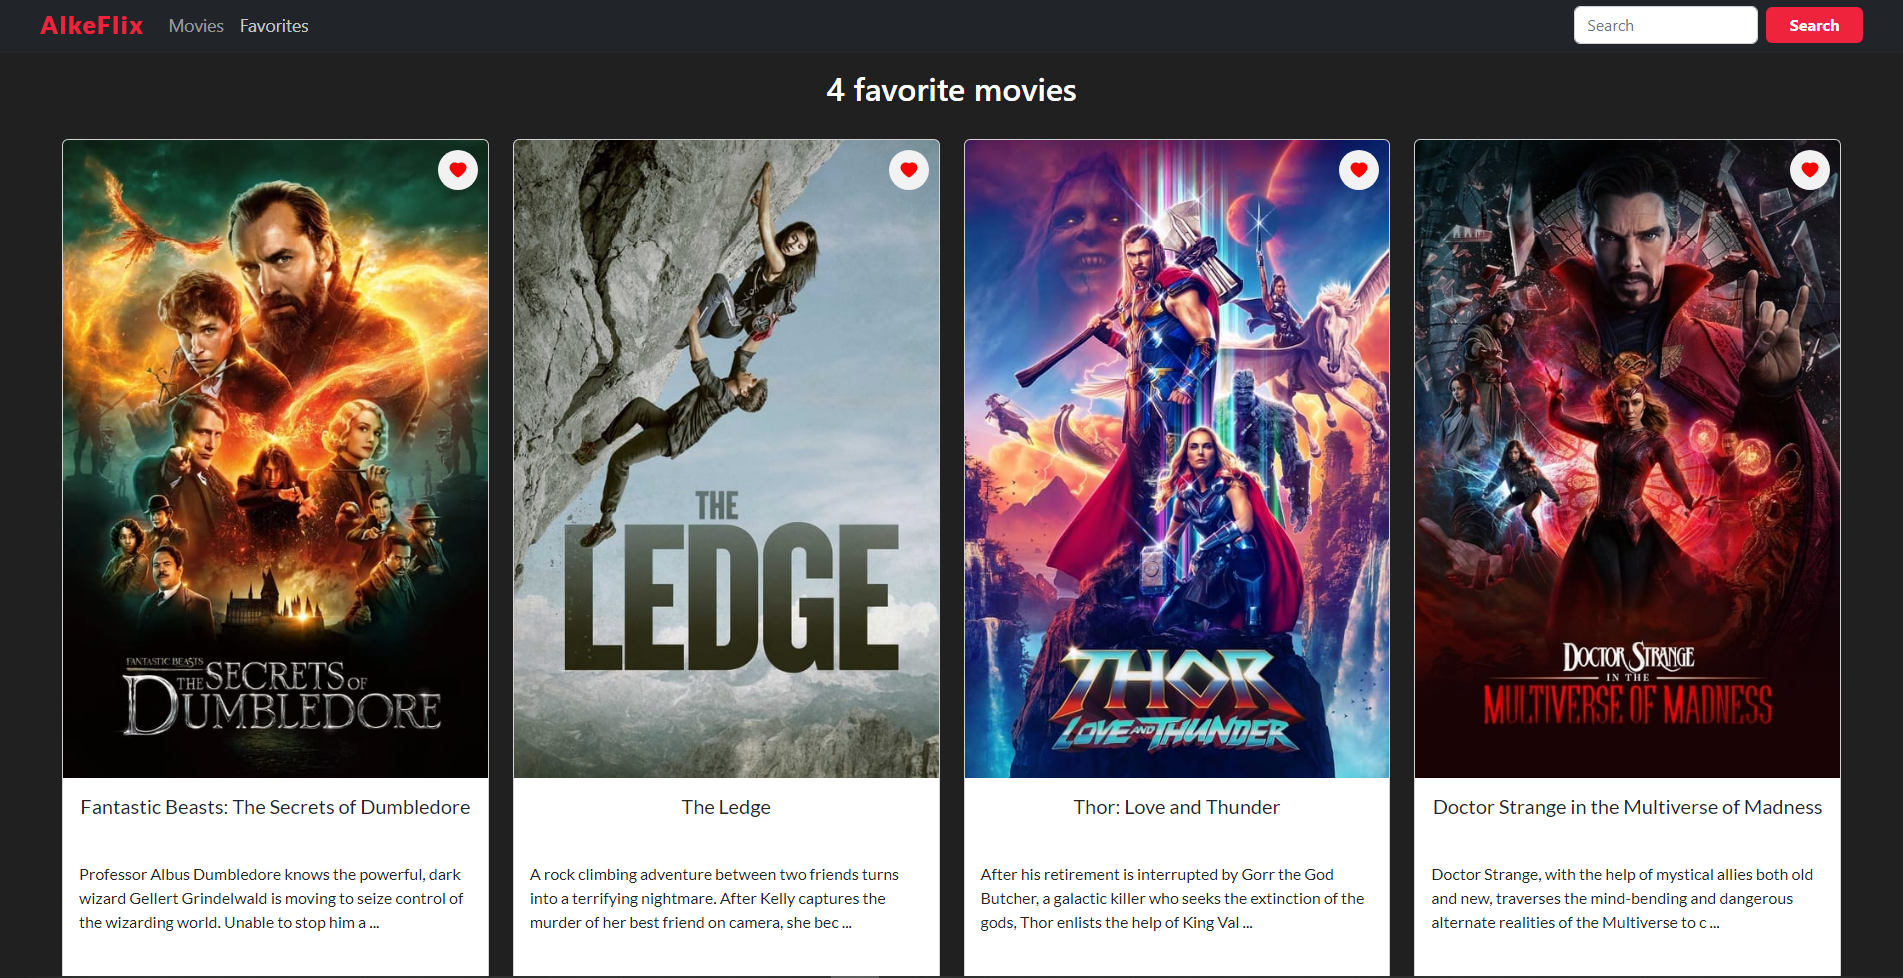 AlkeFlix
Movies
Favorites
Search
Search
4 favorite movies
FANTASTIC BEASTS
THE SECRETS OF
DUMBLEDORE
THE
LEDGE
THOR
LOVE AND THUNDER
DOCTOR STRANGE
IN THE
MULTIVERSE OF MADNESS
Fantastic Beasts: The Secrets of Dumbledore
Professor Albus Dumbledore knows the powerful, dark
wizard Gellert Grindelwald is moving to seize control of
the wizarding world. Unable to stop him a ...
The Ledge
A rock climbing adventure between two friends turns
into a terrifying nightmare. After Kelly captures the
murder of her best friend on camera, she bec ...
Thor: Love and Thunder
After his retirement is interrupted by Gorr the God
Butcher, a galactic killer who seeks the extinction of the
gods, Thor enlists the help of King Val ...
Doctor Strange in the Multiverse of Madness
Doctor Strange, with the help of mystical allies both old
and new, traverses the mind-bending and dangerous
alternate realities of the Multiverse to c ...